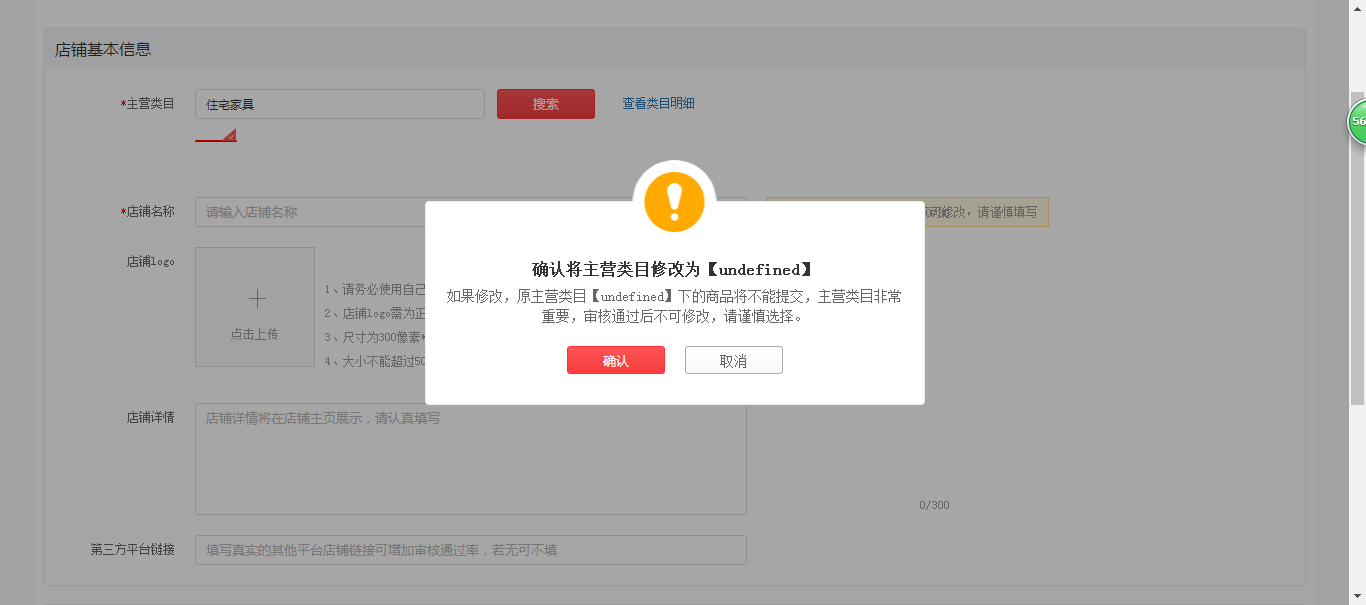 店铺基本信息
*主营类目
住宅家具
搜索
查看类目明细
*店铺名称
请输入店铺名称
可修改，请谨慎填写
店铺logo
点击上传
1、请务必使用自己
2、店铺logo需为正
3、尺寸为300像素*
4、大小不能超过50
确认将主营类目修改为【undefined】
如果修改，原主营类目【undefined】下的商品将不能提交，主营类目非常
重要，审核通过后不可修改，请谨慎选择。
确认
取消
店铺详情
店铺详情将在店铺主页展示，请认真填写
0/300
第三方平台链接
填写真实的其他平台店铺链接可增加审核通过率，若无可不填
56